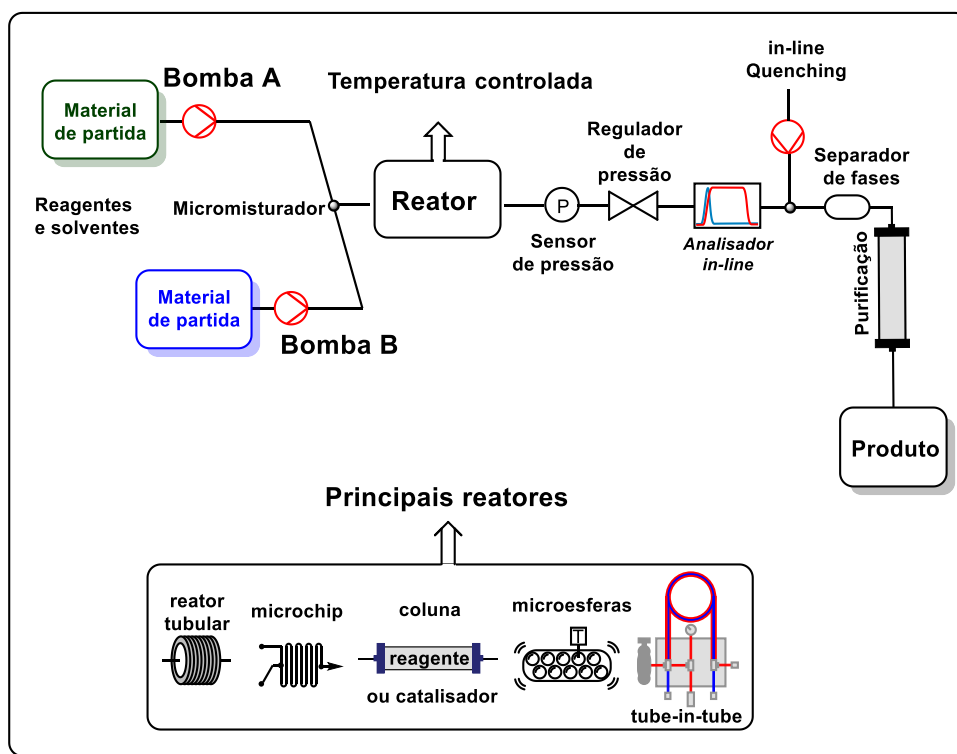 Bomba A
Material
de partida
Reagentes
e solventes
Micromisturador
Material
de partida
Bomba B
Temperatura controlada
Reator
P
Sensor
de pressão
Regulador
de
pressão
Analisador
in-line
in-line
Quenching
Separador
de fases
Purificação
Produto
Principais reatores
reator
tubular
microchip
coluna
reagente
ou catalisador
microesferas
T
tube-in-tube